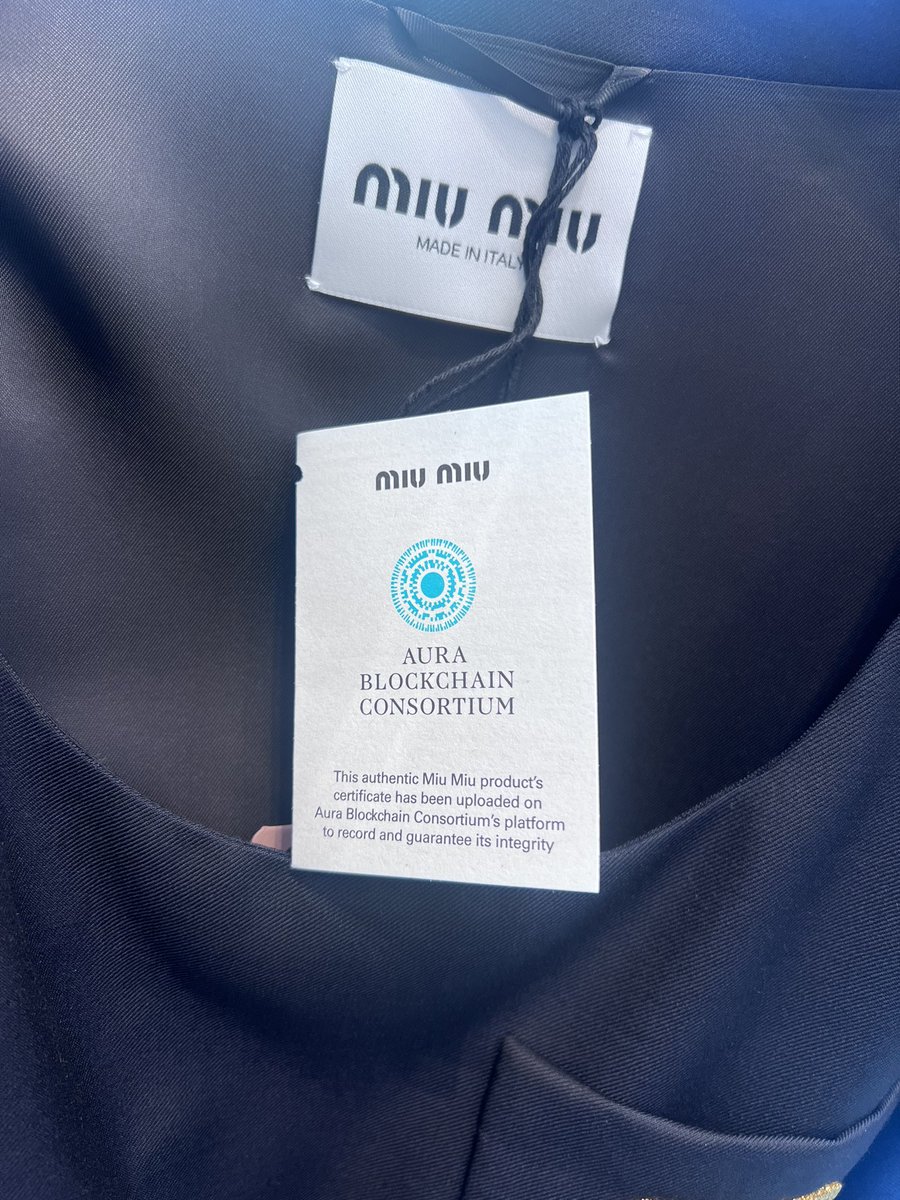 MIU MIU
MADE IN ITALY
MIU MIU
AURA
BLOCKCHAIN
CONSORTIUM
This authentic Miu Miu product's
certificate has been uploaded on
Aura Blockchain Consortium's platform
to record and guarantee its integrity